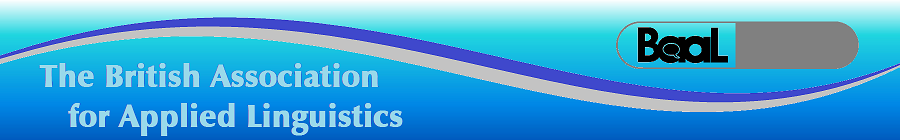 The British Association
for Applied Linguistics
BaaL